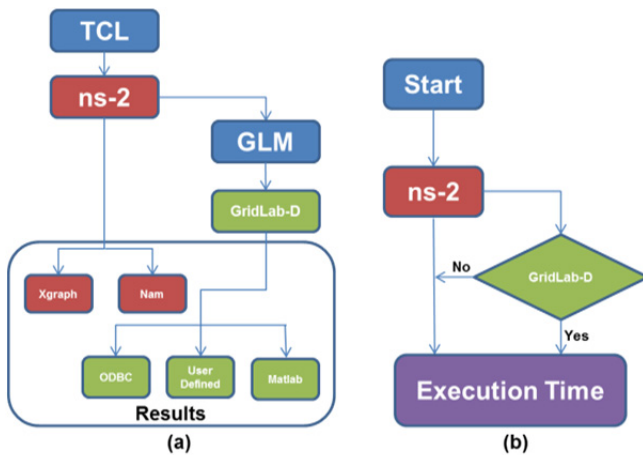 TCL
ns-2
GLM
GridLab-D
Xgraph
Nam
ODBC
User
Defined
Matlab
Results
(a)
Start
ns-2
GridLab-D
No
Yes
Execution Time
(b)